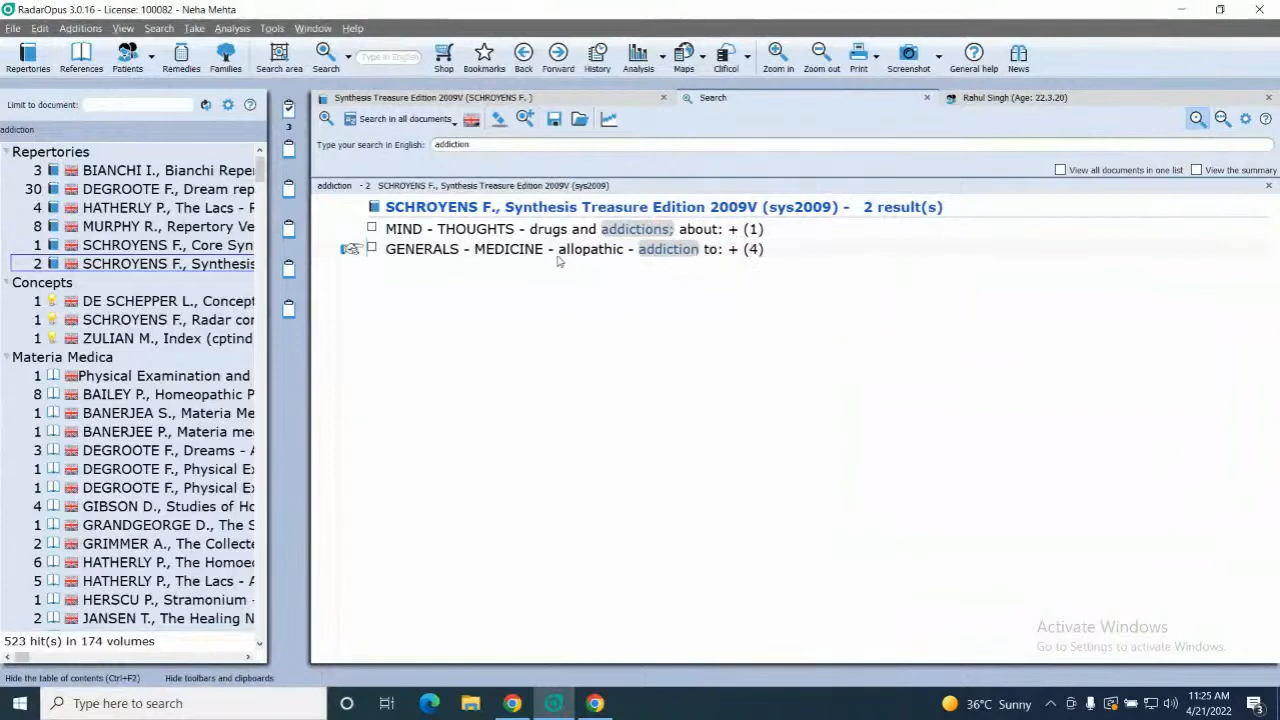 RadarOpus 3.0.16 - License: 100082 - Neha Mehta
File Edit Additions View Search Take Analysis Tools Window Help
Type in English
Repertories References Patients Remedies Families Search area Search Shop Bookmarks Back Forward History Analysis Maps Clificol Zoom in Zoom out Print Screenshot General help News
Limit to document:
Synthesis Treasure Edition 2009V (SCHROYENS F. )
Search
Rahul Singh (Age: 22.3.20)
Search in all documents
addiction
3
Type your search in English: addiction
View all documents in one list View the summary
addiction - 2 SCHROYENS F., Synthesis Treasure Edition 2009V (sys2009)
SCHROYENS F., Synthesis Treasure Edition 2009V (sys2009) - 2 result(s)
MIND - THOUGHTS - drugs and addictions; about: + (1)
GENERALS - MEDICINE - allopathic - addiction to: + (4)
Repertories
3 BIANCHI I., Bianchi Reper
30 DEGROOTE F., Dream rep
4 HATHERLY P., The Lacs - R
8 MURPHY R., Repertory Ve
1 SCHROYENS F., Core Syn
2 SCHROYENS F., Synthesis
Concepts
1 DE SCHEPPER L., Concept
1 SCHROYENS F., Radar con
1 ZULIAN M., Index (cptind
Materia Medica
1 Physical Examination and
8 BAILEY P., Homeopathic P
1 BANERJEA S., Materia Me
1 BANERJEE P., Materia med
3 DEGROOTE F., Dreams - A
1 DEGROOTE F., Physical Ex
1 DEGROOTE F., Physical Ex
4 GIBSON D., Studies of Ho
1 GRANDGEORGE D., The S
2 GRIMMER A., The Collecte
6 HATHERLY P., The Homoeo
5 HATHERLY P., The Lacs - A
1 HERSCU P., Stramonium -
2 JANSEN T., The Healing N
523 hit(s) in 174 volumes
Activate Windows
Go to Settings to activate Windows.
Hide the table of contents (Ctrl+F2) Hide toolbars and clipboards
Type here to search
36°C Sunny
11:25 AM
4/21/2022
3